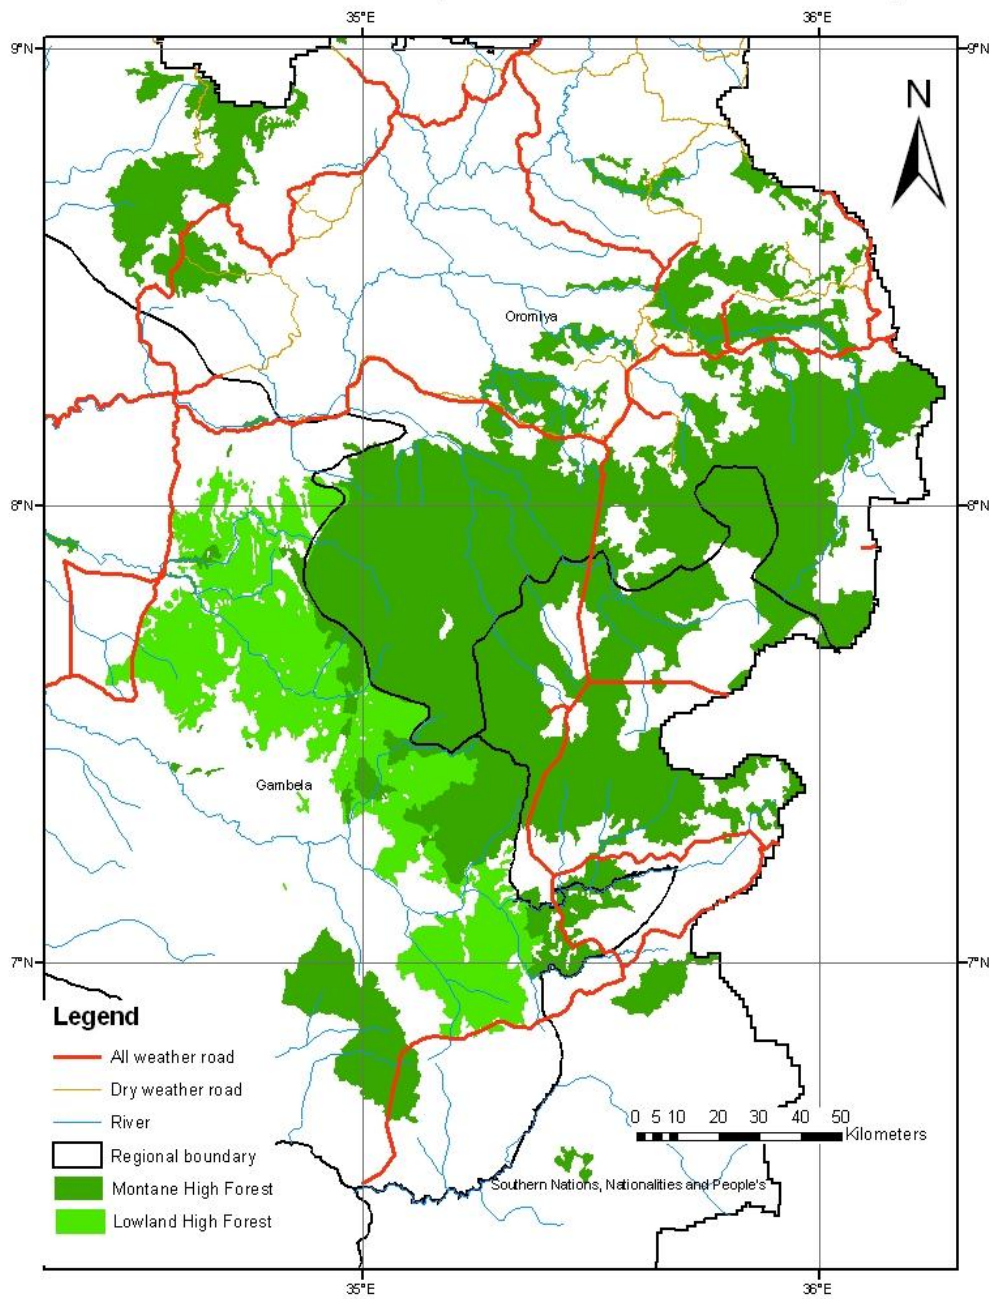 35°E 36°E
9°N 9°N
N
Oromiya
8°N 8°N
Gambela
7°N 7°N
Legend
All weather road
Dry weather road
River
Regional boundary
Montane High Forest
Lowland High Forest
0 5 10 20 30 40 50
Kilometers
Southern Nations, Nationalities and People's
35°E 36°E